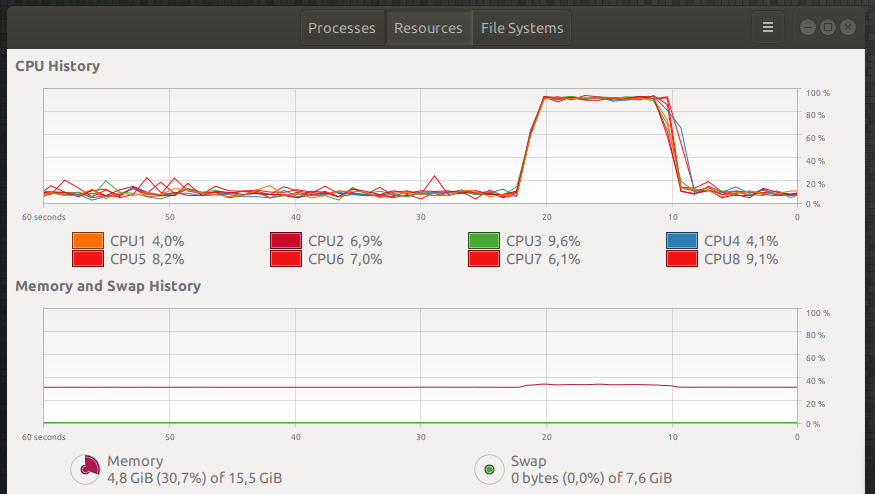 Processes Resources File Systems
CPU History
100 %
80 %
60 %
40 %
20 %
0 %
60 seconds 50 40 30 20 10 0
CPU1 4,0% CPU2 6,9% CPU3 9,6% CPU4 4,1%
CPU5 8,2% CPU6 7,0% CPU7 6,1% CPU8 9,1%
Memory and Swap History
100 %
80 %
60 %
40 %
20 %
0 %
60 seconds 50 40 30 20 10 0
Memory Swap
4,8 GiB (30,7%) of 15,5 GiB 0 bytes (0,0%) of 7,6 GiB